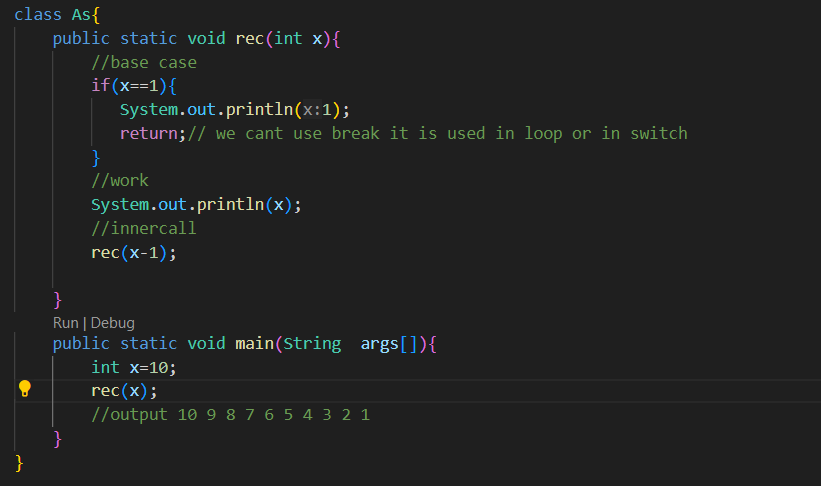 class As{
public static void rec(int x){
//base case
if(x==1){
System.out.println(x:1);
return;// we cant use break it is used in loop or in switch
}
//work
System.out.println(x);
//innercall
rec(x-1);
}
Run | Debug
public static void main(String  args[]){
int x=10;
rec(x);
//output 10 9 8 7 6 5 4 3 2 1
}
}